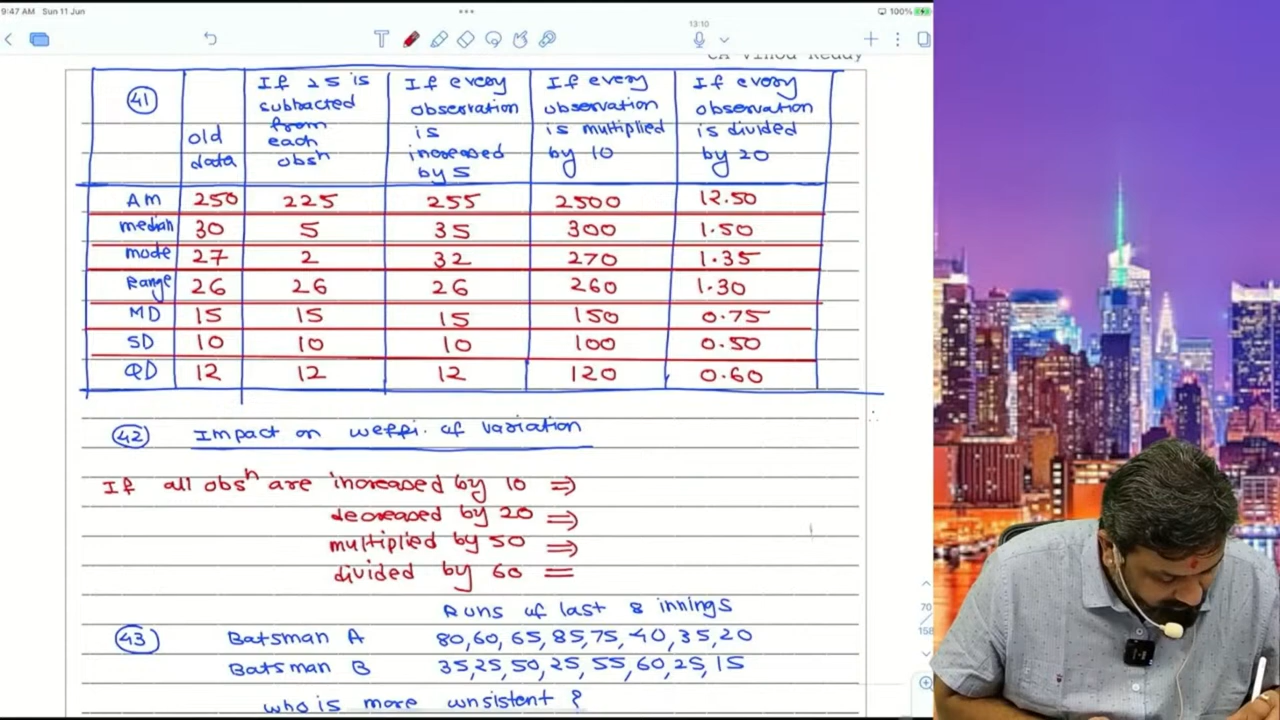 9:47 AM Sun 11 Jun
100%
13:10
CA Vinod Reddy
41
old data
If 25 is subtracted from each obsⁿ
If every observation is increased by 5
If every observation is multiplied by 10
If every observation is divided by 20
AM 250 225 255 2500 12.50
median 30 5 35 300 1.50
mode 27 2 32 270 1.35
Range 26 26 26 260 1.30
MD 15 15 15 150 0.75
SD 10 10 10 100 0.50
QD 12 12 12 120 0.60
42 Impact on coeffi. of variation
If all obsⁿ are increased by 10 ⇒
decreased by 20 ⇒
multiplied by 50 ⇒
divided by 60 =
Runs of last 8 innings
43 Batsman A 80,60,65,85,75,40,35,20
Batsman B 35,25,50,25,55,60,25,15
who is more consistent ?
70
158